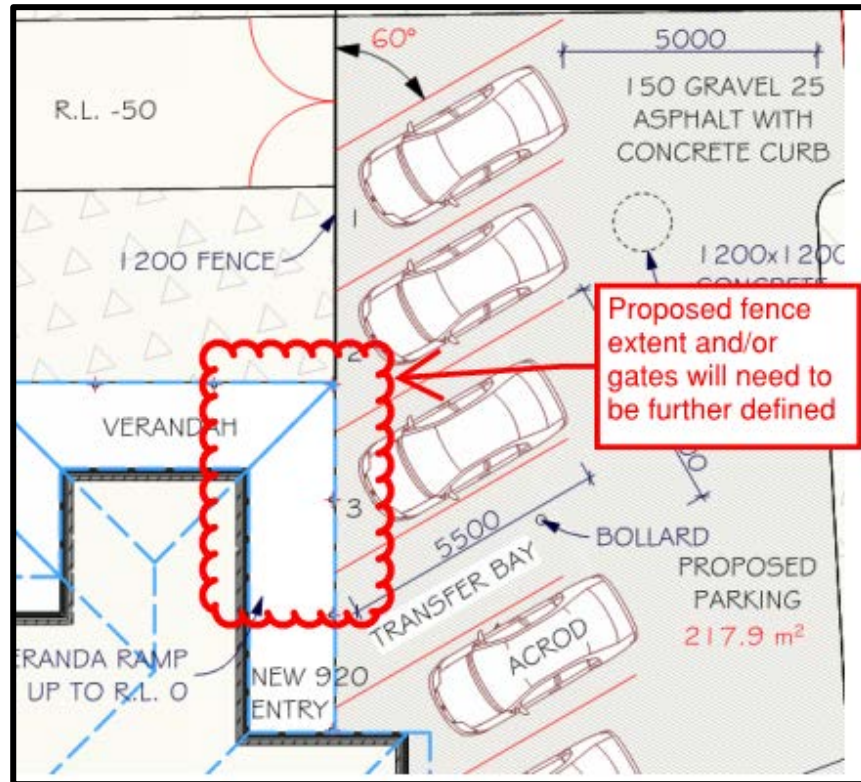 60°
5000
R.L. -50
150 GRAVEL 25
ASPHALT WITH
CONCRETE CURB
1
1200 FENCE
1200x1200
Proposed fence
extent and/or
gates will need to
be further defined
2
VERANDAH
3
5500
BOLLARD
TRANSFER BAY
PROPOSED
PARKING
217.9 m²
ACROD
RAMP
UP TO R.L. 0
NEW 920
ENTRY